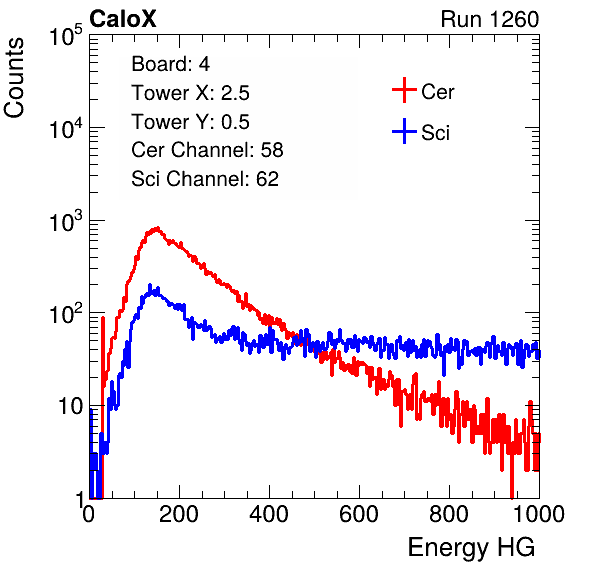 CaloX Run 1260
Counts
Board: 4
Tower X: 2.5
Tower Y: 0.5
Cer Channel: 58
Sci Channel: 62
Cer
Sci
10^5
10^4
10^3
10^2
10
1
0 200 400 600 800 1000
Energy HG